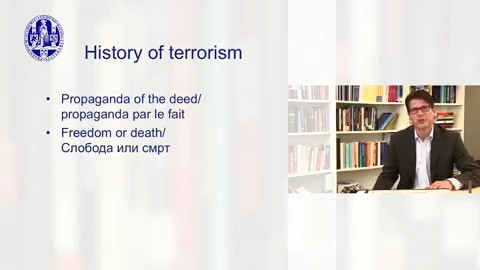 History of terrorism
• Propaganda of the deed/
propaganda par le fait
• Freedom or death/
Слобода или смрт